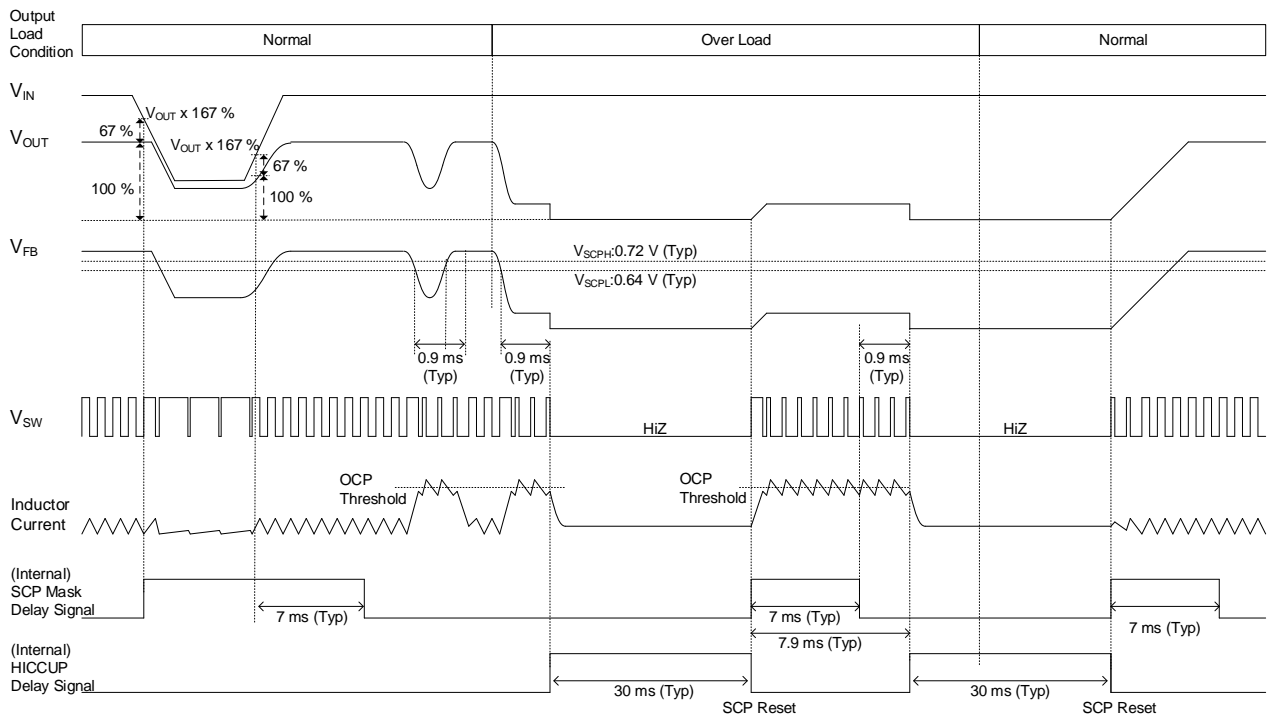 Output
Load
Condition
Normal
Over Load
Normal
VIN
VOUT x 167 %
67 %
VOUT
VOUT x 167 %
67 %
100 %
100 %
VFB
VSCPH:0.72 V (Typ)
VSCPL:0.64 V (Typ)
0.9 ms
(Typ)
0.9 ms
(Typ)
0.9 ms
(Typ)
VSW
HiZ
HiZ
OCP
Threshold
OCP
Threshold
Inductor
Current
(Internal)
SCP Mask
Delay Signal
7 ms (Typ)
7 ms (Typ)
7 ms (Typ)
7.9 ms (Typ)
(Internal)
HICCUP
Delay Signal
30 ms (Typ)
30 ms (Typ)
SCP Reset
SCP Reset